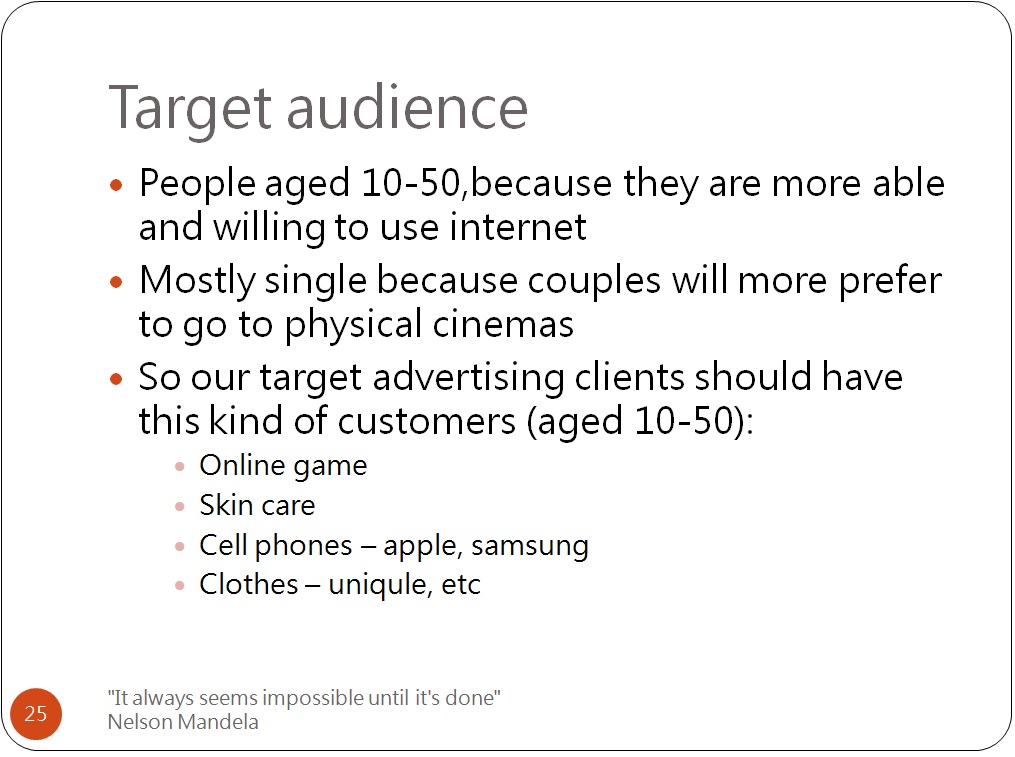 Target audience
• People aged 10-50,because they are more able
and willing to use internet
• Mostly single because couples will more prefer
to go to physical cinemas
• So our target advertising clients should have
this kind of customers (aged 10-50):
• Online game
• Skin care
• Cell phones – apple, samsung
• Clothes – uniqule, etc
25
"It always seems impossible until it's done"
Nelson Mandela